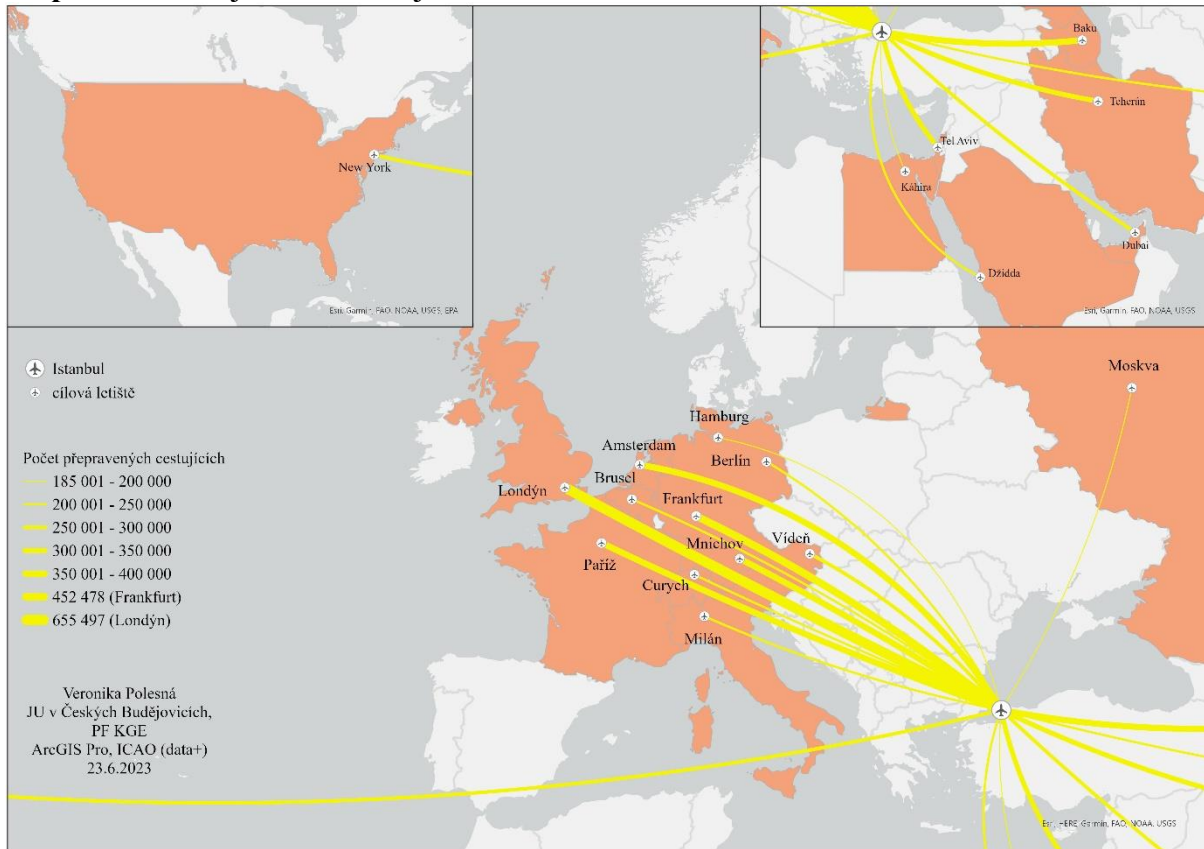 New York
Esri, Garmin, FAO, NOAA, USGS, EPA
Baku
Teherán
Tel Aviv
Káhira
Dubai
Džidda
Esri, Garmin, FAO, NOAA, USGS
Istanbul
cílová letiště
Počet přepravených cestujících
185 001 - 200 000
200 001 - 250 000
250 001 - 300 000
300 001 - 350 000
350 001 - 400 000
452 478 (Frankfurt)
655 497 (Londýn)
Moskva
Hamburg
Amsterdam
Berlín
Brusel
Londýn
Frankfurt
Mnichov
Vídeň
Paříž
Curych
Milán
Veronika Polesná
JU v Českých Budějovicích,
PF KGE
ArcGIS Pro, ICAO (data+)
23.6.2023
Esri, HERE, Garmin, FAO, NOAA, USGS